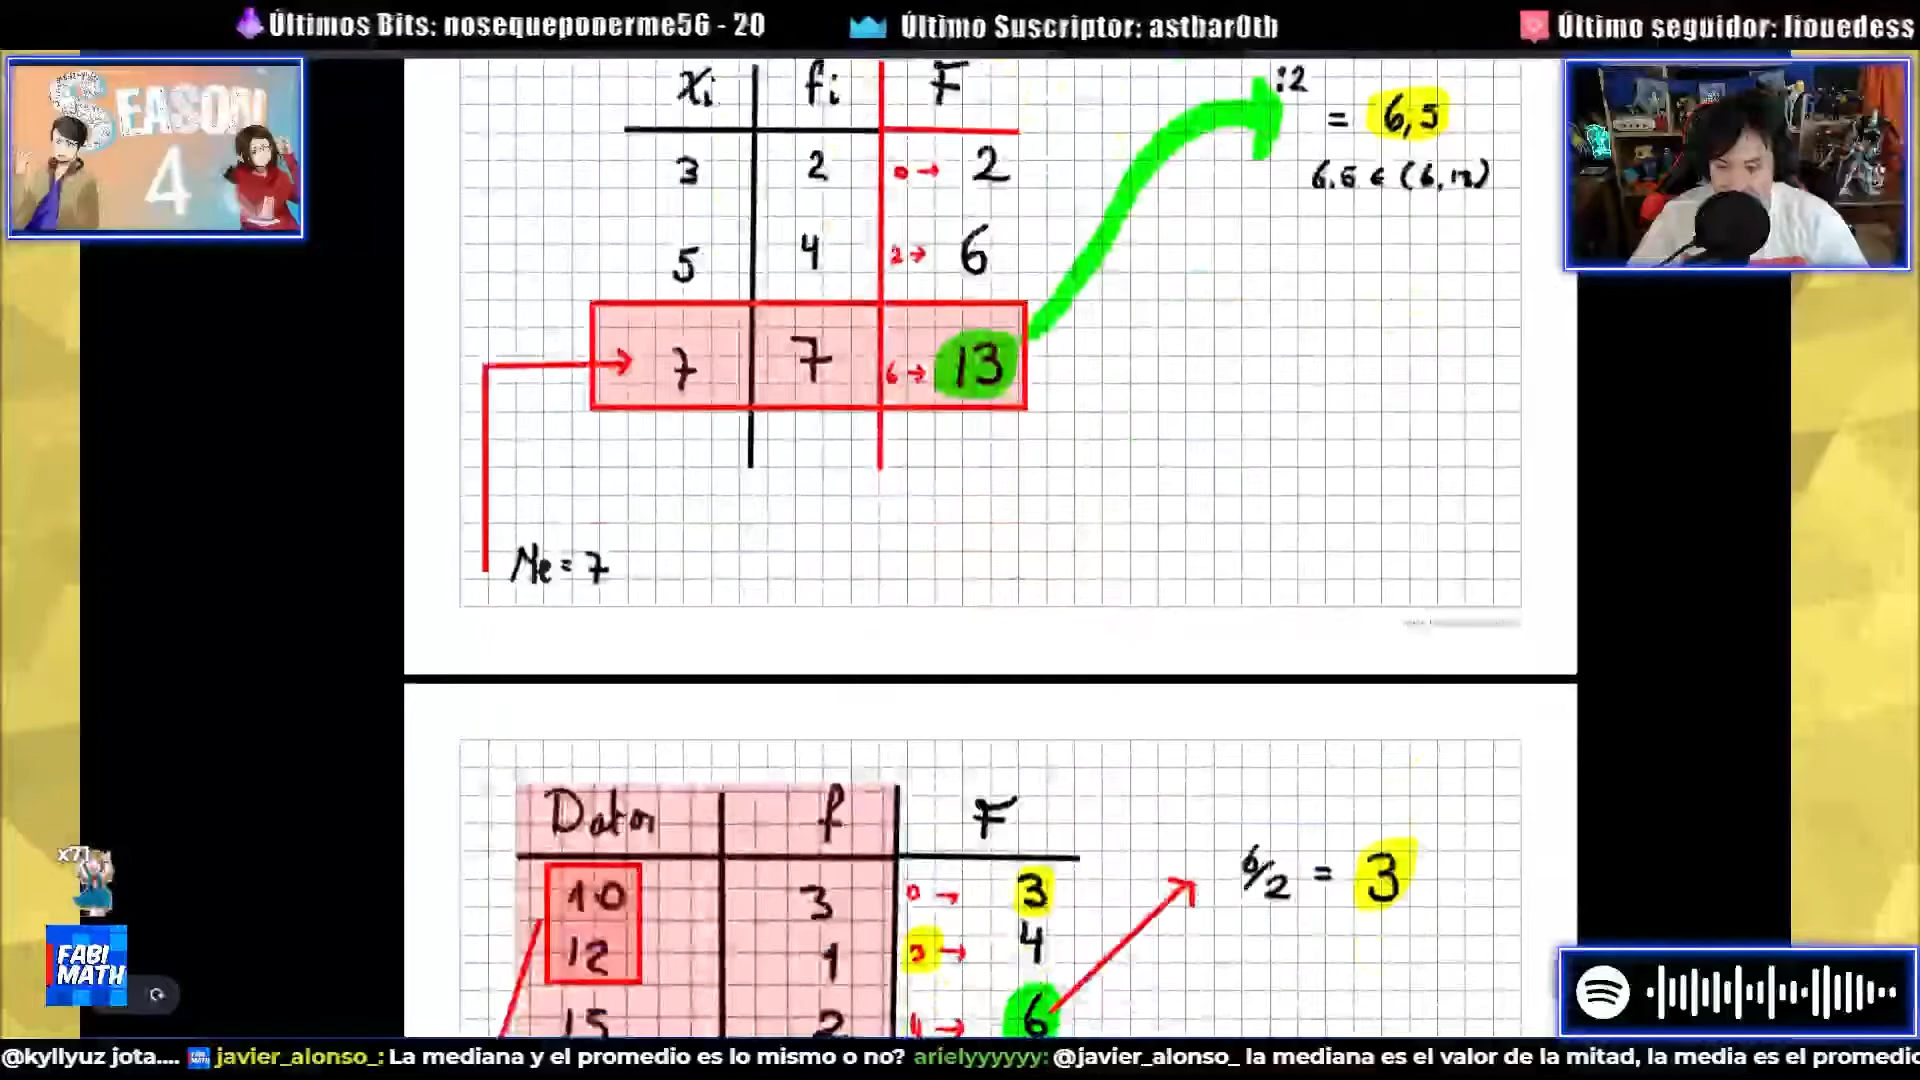 Últimos Bits: nosequeponerme56 - 20
Último Suscriptor: astbar0th
Último seguidor: liouedess
SEASON
4
xi fi F
:2
= 6,5
3 2 0→ 2
6,5 ∈ (6,13)
5 4 2→ 6
7 7 6→ 13
Me = 7
Datos f F
6/2 = 3
10 3 0→ 3
12 1 3→ 4
15 2 4→ 6
x71
FABI
MATH
@kyllyuz jota.... javier_alonso_: La mediana y el promedio es lo mismo o no? arielyyyyyy: @javier_alonso_ la mediana es el valor de la mitad, la media es el promedio